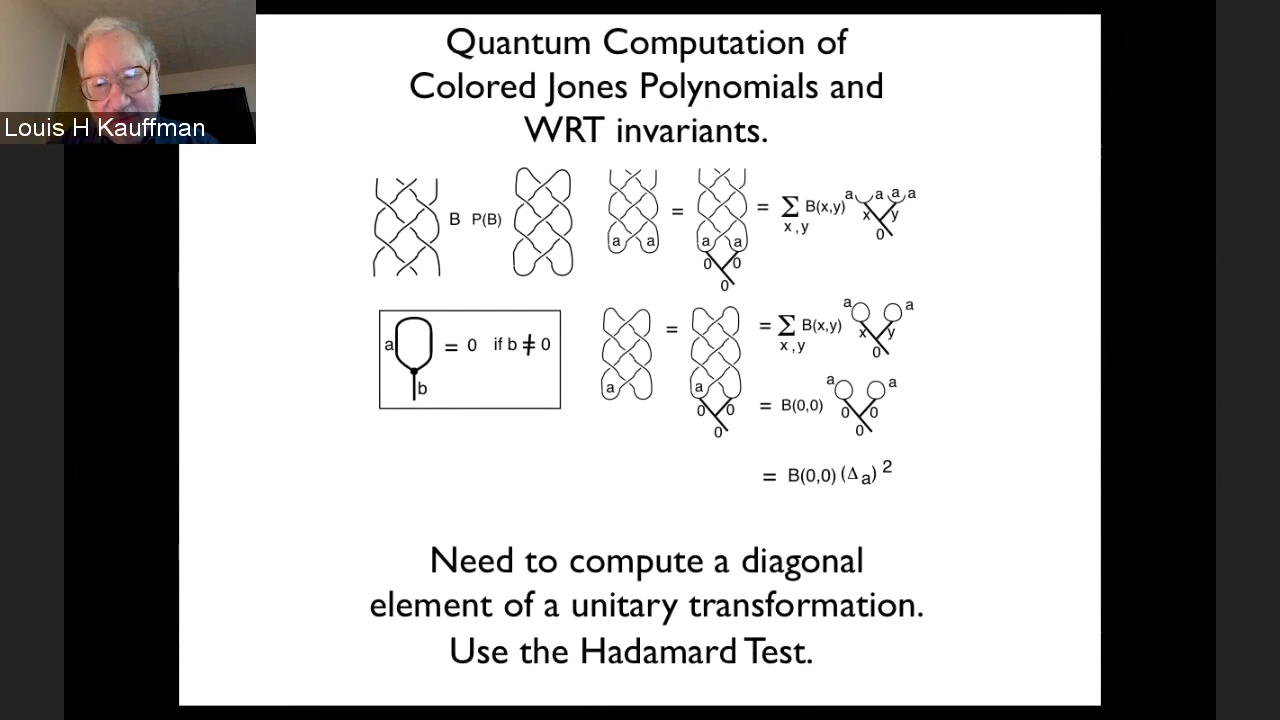 Louis H Kauffman
Quantum Computation of
Colored Jones Polynomials and
WRT invariants.
B P(B)
a a
=
a a
0 0
0
= Σ B(x,y)
x , y
a a a a
x y
0
a
b
= 0 if b ≠ 0
a
=
a
0 0
0
= Σ B(x,y)
x , y
a a
x y
0
= B(0,0)
a a
0 0
0
= B(0,0) (Δ a) 2
Need to compute a diagonal
element of a unitary transformation.
Use the Hadamard Test.